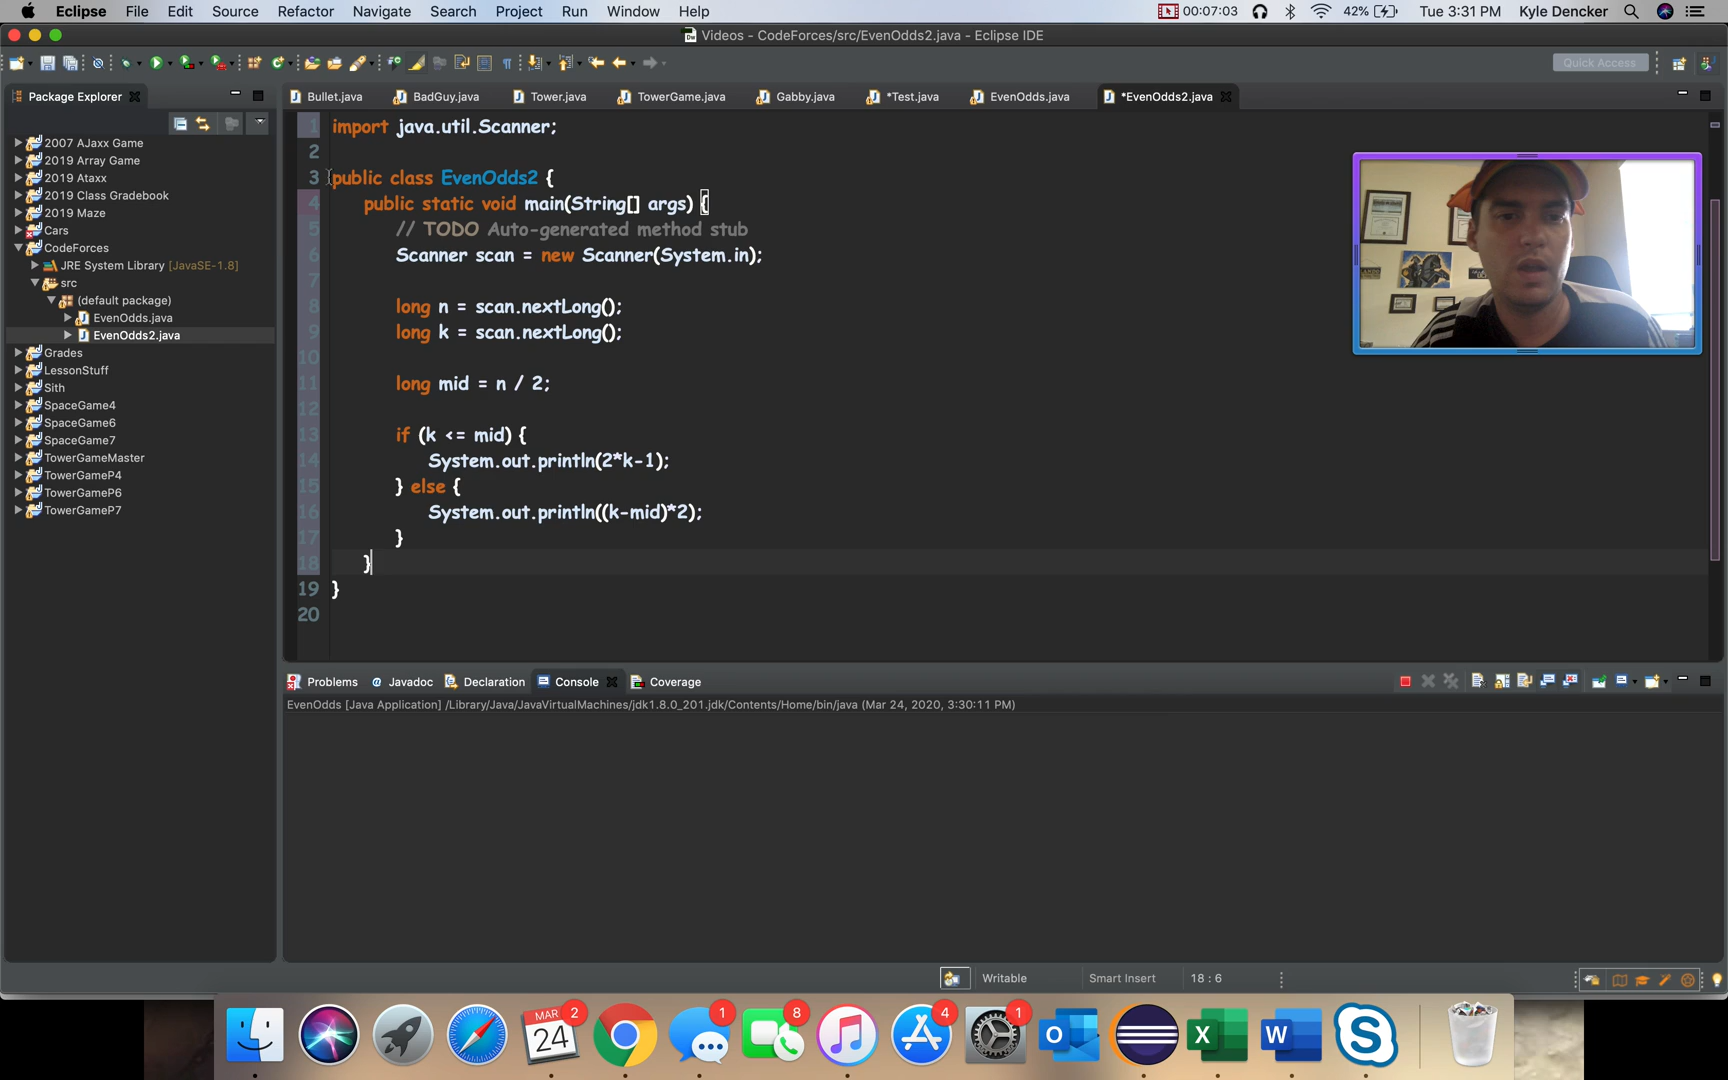 Eclipse File Edit Source Refactor Navigate Search Project Run Window Help 00:07:03 42% Tue 3:31 PM Kyle Dencker
Videos - CodeForces/src/EvenOdds2.java - Eclipse IDE
Quick Access
Package Explorer
2007 AJaxx Game
2019 Array Game
2019 Ataxx
2019 Class Gradebook
2019 Maze
Cars
CodeForces
JRE System Library [JavaSE-1.8]
src
(default package)
EvenOdds.java
EvenOdds2.java
Grades
LessonStuff
Sith
SpaceGame4
SpaceGame6
SpaceGame7
TowerGameMaster
TowerGameP4
TowerGameP6
TowerGameP7
Bullet.java BadGuy.java Tower.java TowerGame.java Gabby.java *Test.java EvenOdds.java *EvenOdds2.java
1 import java.util.Scanner;
2
3 public class EvenOdds2 {
4 public static void main(String[] args) {
5 // TODO Auto-generated method stub
6 Scanner scan = new Scanner(System.in);
7
8 long n = scan.nextLong();
9 long k = scan.nextLong();
10
11 long mid = n / 2;
12
13 if (k <= mid) {
14 System.out.println(2*k-1);
15 } else {
16 System.out.println((k-mid)*2);
17 }
18 }
19 }
20
Problems Javadoc Declaration Console Coverage
EvenOdds [Java Application] /Library/Java/JavaVirtualMachines/jdk1.8.0_201.jdk/Contents/Home/bin/java (Mar 24, 2020, 3:30:11 PM)
Writable Smart Insert 18 : 6
MAR
24
2
1
8
4
1